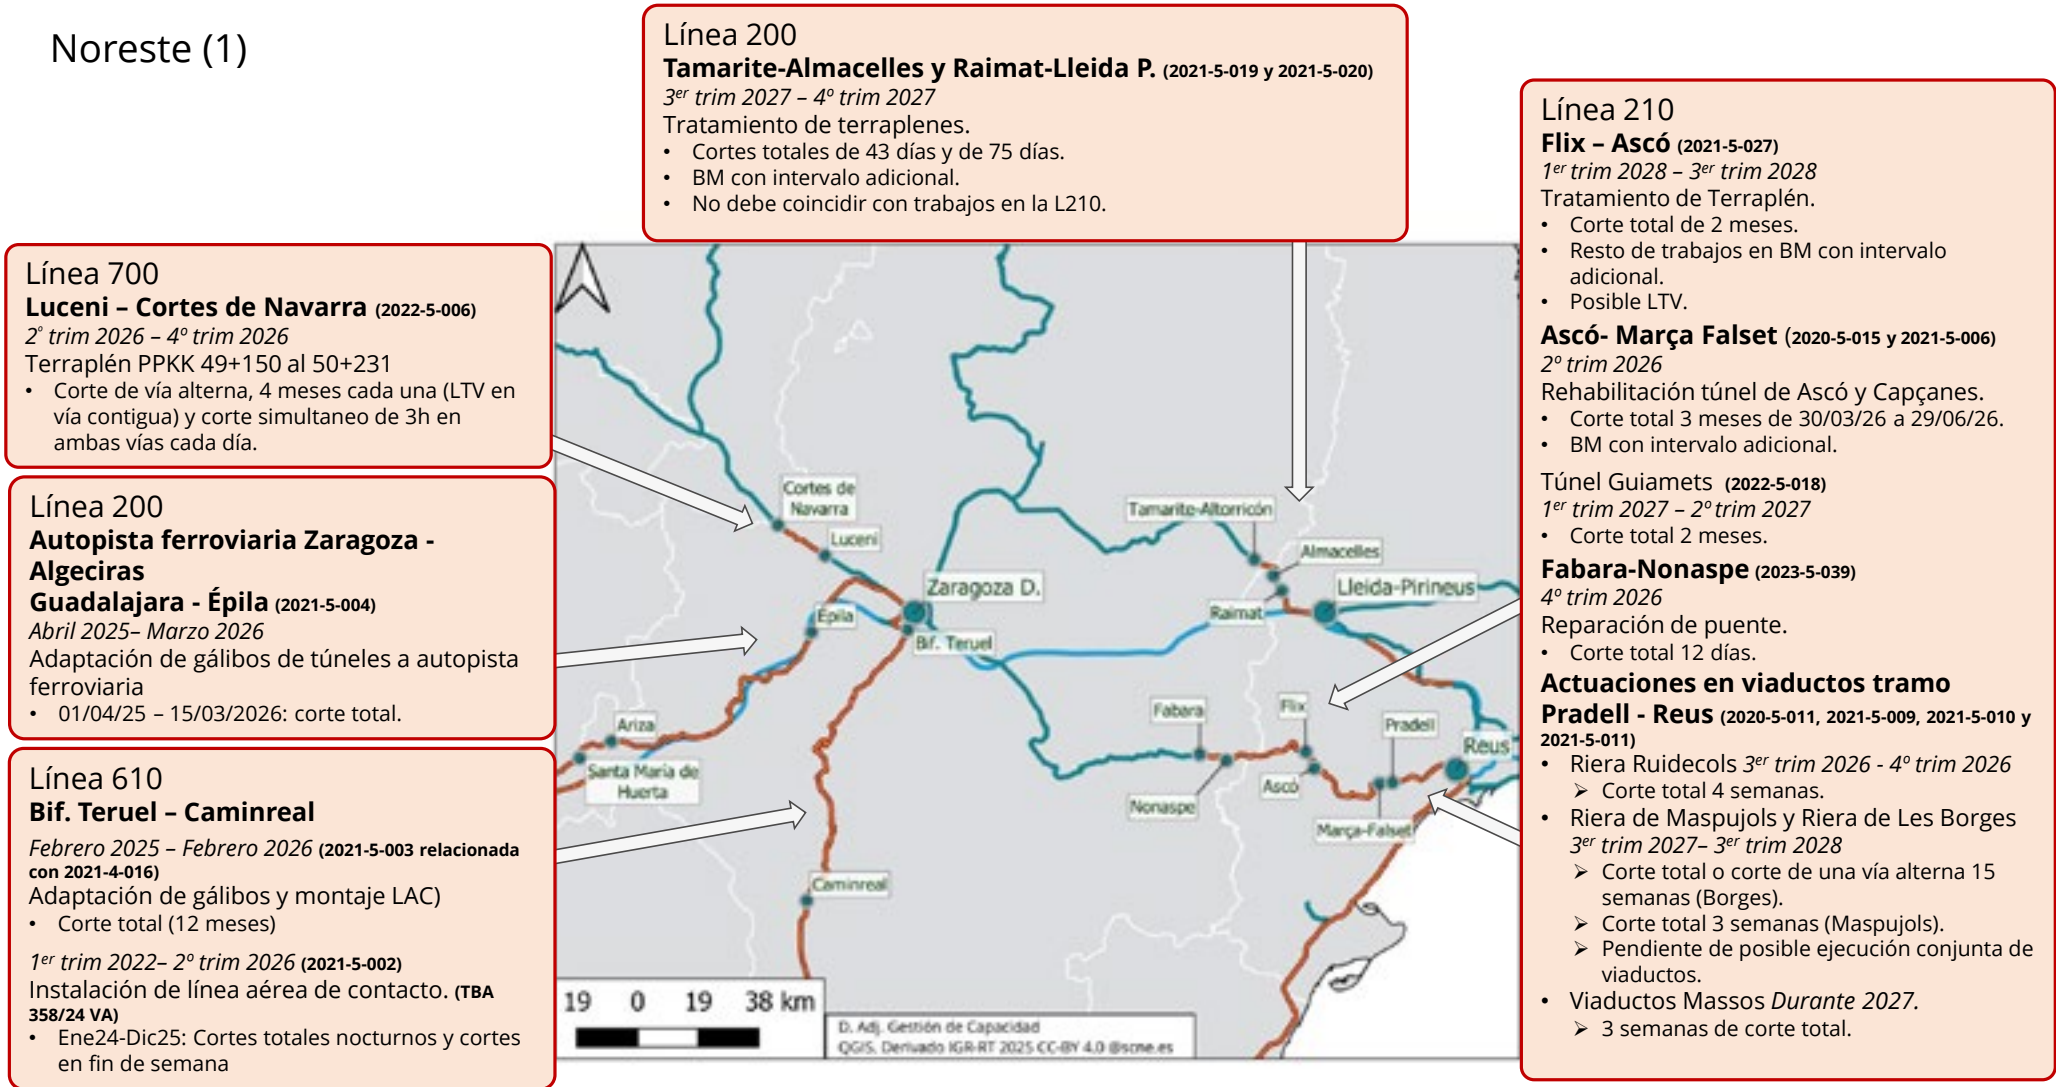 Noreste (1)
Línea 200
Tamarite-Almacelles y Raimat-Lleida P. (2021-5-019 y 2021-5-020)
3er trim 2027 – 4º trim 2027
Tratamiento de terraplenes.
• Cortes totales de 43 días y de 75 días.
• BM con intervalo adicional.
• No debe coincidir con trabajos en la L210.
Línea 700
Luceni – Cortes de Navarra (2022-5-006)
2º trim 2026 – 4º trim 2026
Terraplén PPKK 49+150 al 50+231
• Corte de vía alterna, 4 meses cada una (LTV en
vía contigua) y corte simultaneo de 3h en
ambas vías cada día.
Línea 200
Autopista ferroviaria Zaragoza -
Algeciras
Guadalajara - Épila (2021-5-004)
Abril 2025– Marzo 2026
Adaptación de gálibos de túneles a autopista
ferroviaria
• 01/04/25 – 15/03/2026: corte total.
Línea 610
Bif. Teruel – Caminreal
Febrero 2025 – Febrero 2026 (2021-5-003 relacionada
con 2021-4-016)
Adaptación de gálibos y montaje LAC)
• Corte total (12 meses)
1er trim 2022– 2º trim 2026 (2021-5-002)
Instalación de línea aérea de contacto. (TBA
358/24 VA)
• Ene24-Dic25: Cortes totales nocturnos y cortes
en fin de semana
Línea 210
Flix – Ascó (2021-5-027)
1er trim 2028 – 3er trim 2028
Tratamiento de Terraplén.
• Corte total de 2 meses.
• Resto de trabajos en BM con intervalo
adicional.
• Posible LTV.
Ascó- Marça Falset (2020-5-015 y 2021-5-006)
2º trim 2026
Rehabilitación túnel de Ascó y Capçanes.
• Corte total 3 meses de 30/03/26 a 29/06/26.
• BM con intervalo adicional.
Túnel Guiamets (2022-5-018)
1er trim 2027 – 2º trim 2027
• Corte total 2 meses.
Fabara-Nonaspe (2023-5-039)
4º trim 2026
Reparación de puente.
• Corte total 12 días.
Actuaciones en viaductos tramo
Pradell - Reus (2020-5-011, 2021-5-009, 2021-5-010 y
2021-5-011)
• Riera Ruidecols 3er trim 2026 - 4º trim 2026
➢ Corte total 4 semanas.
• Riera de Maspujols y Riera de Les Borges
3er trim 2027– 3er trim 2028
➢ Corte total o corte de una vía alterna 15
semanas (Borges).
➢ Corte total 3 semanas (Maspujols).
➢ Pendiente de posible ejecución conjunta de
viaductos.
• Viaductos Massos Durante 2027.
➢ 3 semanas de corte total.
Cortes de
Navarra
Luceni
Zaragoza D.
Épila
Bif. Teruel
Tamarite-Altorricón
Almacelles
Lleida-Pirineus
Raimat
Ariza
Santa María de
Huerta
Fabara
Flix
Pradell
Reus
Nonaspe
Ascó
Marça-Falset
Caminreal
19 0 19 38 km
D. Adj. Gestión de Capacidad
QGIS. Derivado IGR-RT 2025 CC-BY 4.0 @scne.es